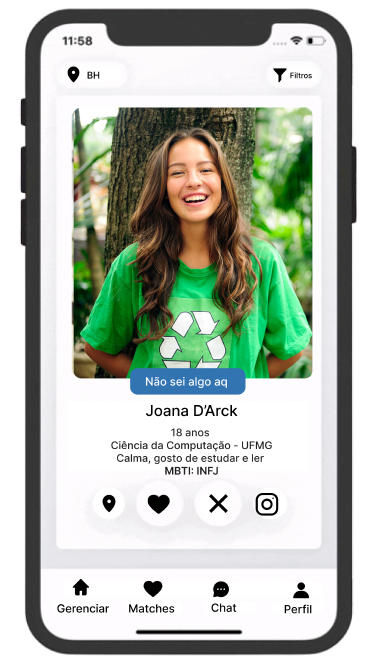 11:58
BH
Filtros
Não sei algo aq
Joana D'Arck
18 anos
Ciência da Computação - UFMG
Calma, gosto de estudar e ler
MBTI: INFJ
Gerenciar
Matches
Chat
Perfil